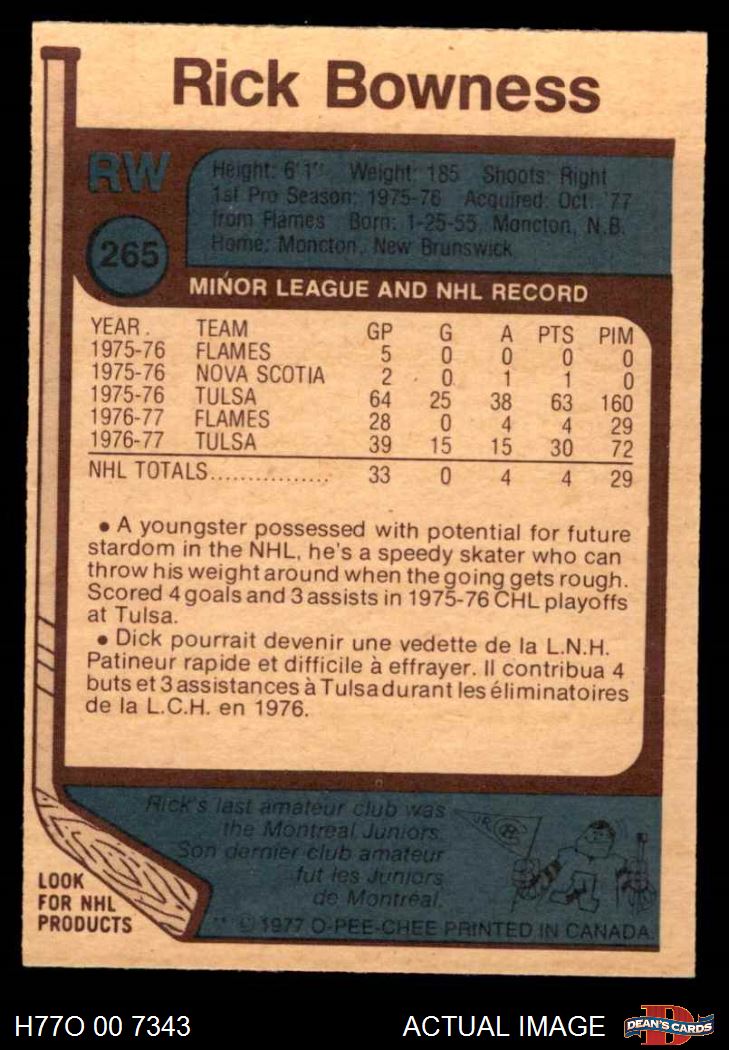 Rick Bowness
RW
Height: 6'1" Weight: 185 Shoots: Right
1st Pro Season: 1975-76 Acquired: Oct. 77
from Flames Born: 1-25-55, Moncton, N.B.
Home: Moncton, New Brunswick
265
MINOR LEAGUE AND NHL RECORD
YEAR. TEAM GP G A PTS PIM
1975-76 FLAMES 5 0 0 0 0
1975-76 NOVA SCOTIA 2 0 1 1 0
1975-76 TULSA 64 25 38 63 160
1976-77 FLAMES 28 0 4 4 29
1976-77 TULSA 39 15 15 30 72
NHL TOTALS................ 33 0 4 4 29
• A youngster possessed with potential for future
stardom in the NHL, he's a speedy skater who can
throw his weight around when the going gets rough.
Scored 4 goals and 3 assists in 1975-76 CHL playoffs
at Tulsa.
• Dick pourrait devenir une vedette de la L.N.H.
Patineur rapide et difficile à effrayer. Il contribua 4
buts et 3 assistances à Tulsa durant les éliminatoires
de la L.C.H. en 1976.
Rick's last amateur club was
the Montreal Juniors.
Son dernier club amateur
fut les Juniors
de Montréal.
JR.
LOOK
FOR NHL
PRODUCTS
** © 1977 O-PEE-CHEE PRINTED IN CANADA.
H77O 00 7343
ACTUAL IMAGE
D
DEAN'S CARDS